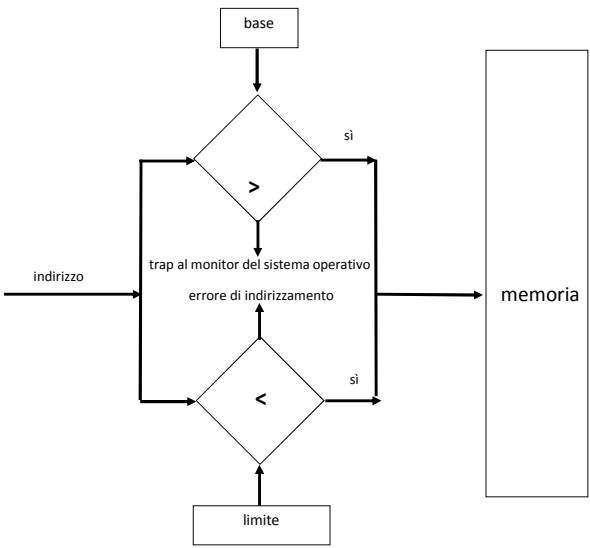 base
sì
>
trap al monitor del sistema operativo
indirizzo
errore di indirizzamento
memoria
sì
<
limite